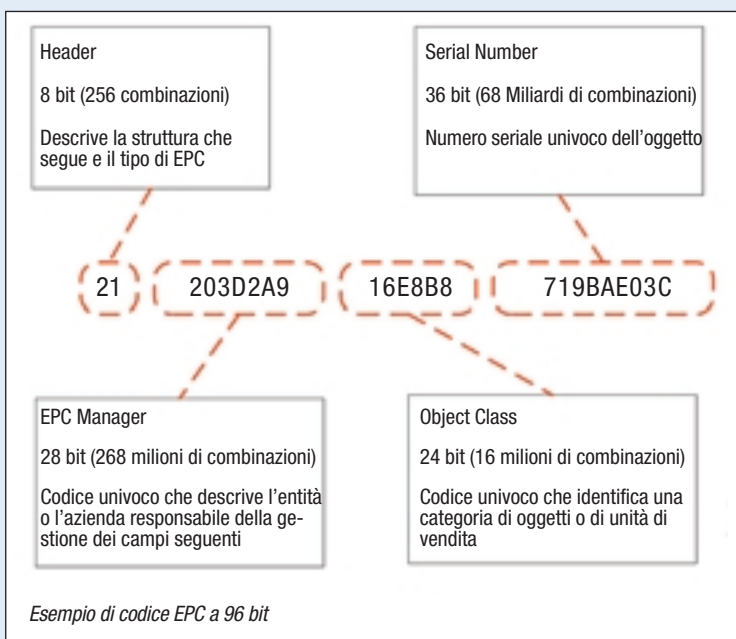 Header
8 bit (256 combinazioni)
Descrive la struttura che
segue e il tipo di EPC
Serial Number
36 bit (68 Miliardi di combinazioni)
Numero seriale univoco dell'oggetto
21 203D2A9 16E8B8 719BAE03C
EPC Manager
28 bit (268 milioni di combinazioni)
Codice univoco che descrive l'entità
o l'azienda responsabile della ge-
stione dei campi seguenti
Object Class
24 bit (16 milioni di combinazioni)
Codice univoco che identifica una
categoria di oggetti o di unità di
vendita
Esempio di codice EPC a 96 bit